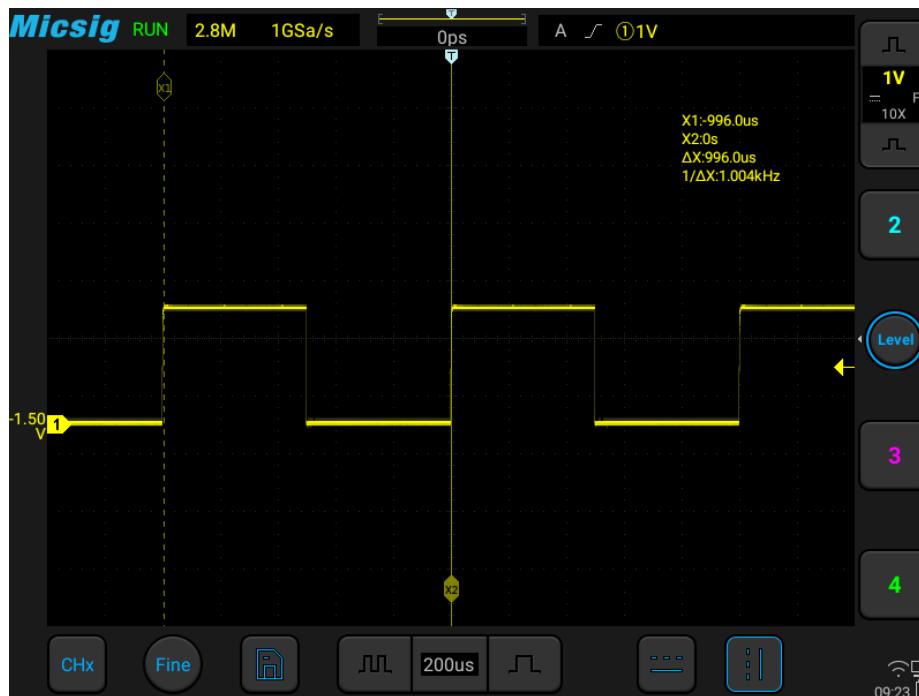 Micsig RUN 2.8M 1GSa/s T 0ps A ①1V
T
X1
1V
F
10X
X1:-996.0us
X2:0s
ΔX:996.0us
1/ΔX:1.004kHz
2
Level
-1.50
V
1
3
X2
4
CHx Fine 200us
09:23